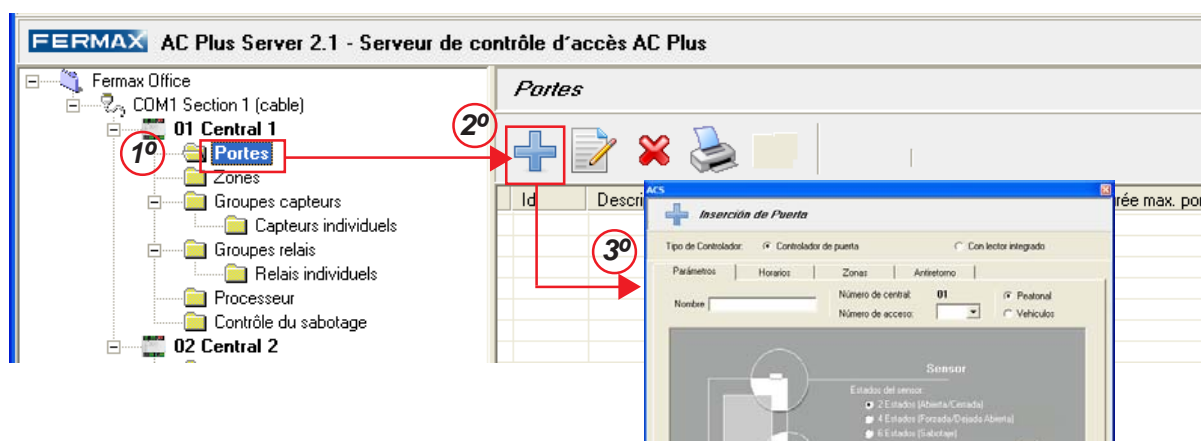 FERMAX AC Plus Server 2.1 - Serveur de contrôle d´accès AC Plus
Fermax Office
COM1 Section 1 (cable)
01 Central 1
Portes
Zones
Groupes capteurs
Capteurs individuels
Groupes relais
Relais individuels
Processeur
Contrôle du sabotage
02 Central 2
1º
2º
3º
Portes
Id
Descri
rée max. por
ACS
Inserción de Puerta
Tipo de Controlador: Controlador de puerta Con lector integrado
Parámetros Horarios Zonas Antiretorno
Nombre
Número de central: 01 Peatonal
Número de acceso: Vehículos
Sensor
Estados del sensor:
2 Estados (Abierta/Cerrada)
4 Estados (Forzada/Dejada Abierta)
6 Estados (Sabotaje)